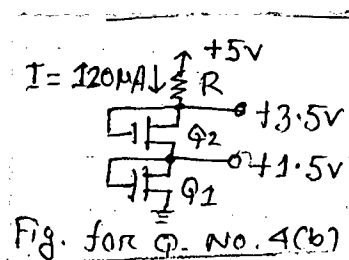 +5V
I = 120μA↓ R
+3.5V
Q2
+1.5V
Q1
Fig. for Q. No. 4(b)